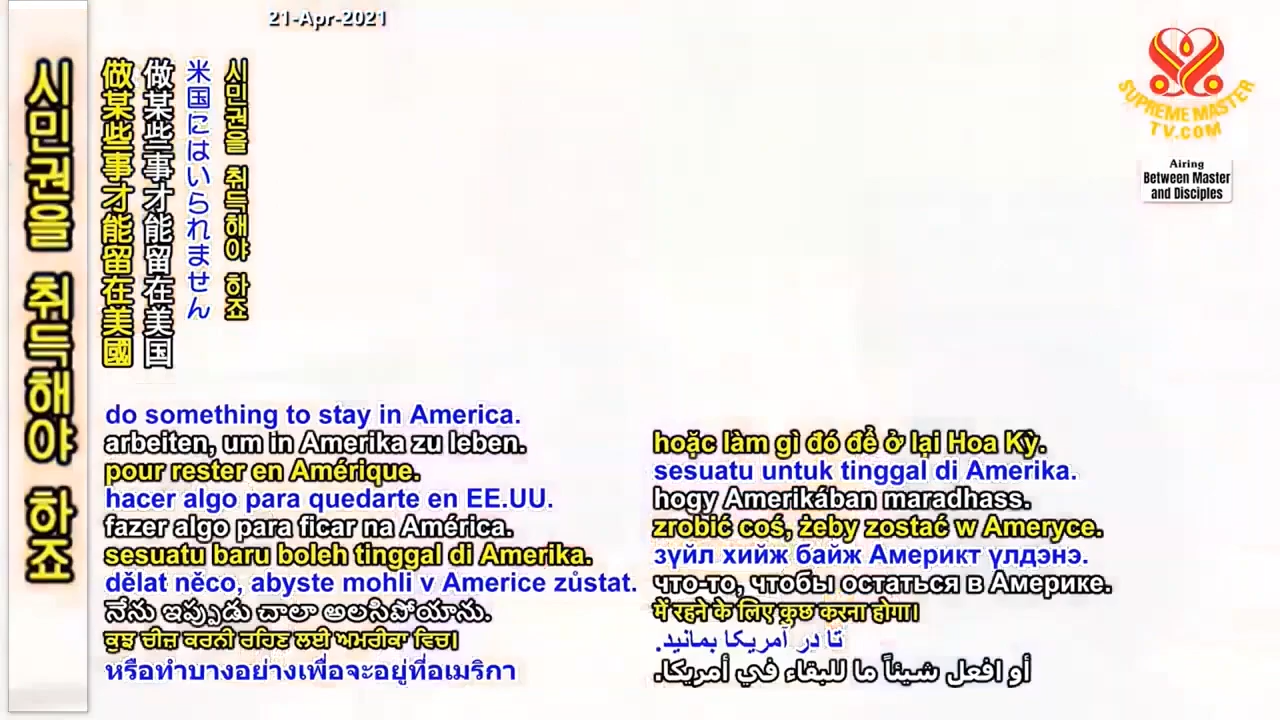 21-Apr-2021
시민권을 취득해야 하죠
做某些事才能留在美國
做某些事才能留在美国
米国にはいられません
시민권을 취득해야 하죠
SUPREME MASTER
TV.COM
Airing
Between Master
and Disciples
do something to stay in America.
arbeiten, um in Amerika zu leben.
pour rester en Amérique.
hacer algo para quedarte en EE.UU.
fazer algo para ficar na América.
sesuatu baru boleh tinggal di Amerika.
dělat něco, abyste mohli v Americe zůstat.
నేను ఇప్పుడు చాలా అలసిపోయాను.
ਕੁਝ ਚੀਜ਼ ਕਰਨੀ ਰਹਿਣ ਲਈ ਅਮਰੀਕਾ ਵਿਚ।
หรือทำบางอย่างเพื่อจะอยู่ที่อเมริกา
hoặc làm gì đó để ở lại Hoa Kỳ.
sesuatu untuk tinggal di Amerika.
hogy Amerikában maradhass.
zrobić coś, żeby zostać w Ameryce.
зүйл хийж байж Америкт үлдэнэ.
что-то, чтобы остаться в Америке.
में रहने के लिए कुछ करना होगा।
تا در آمریکا بمانید.
أو افعل شيئاً ما للبقاء في أمريكا.